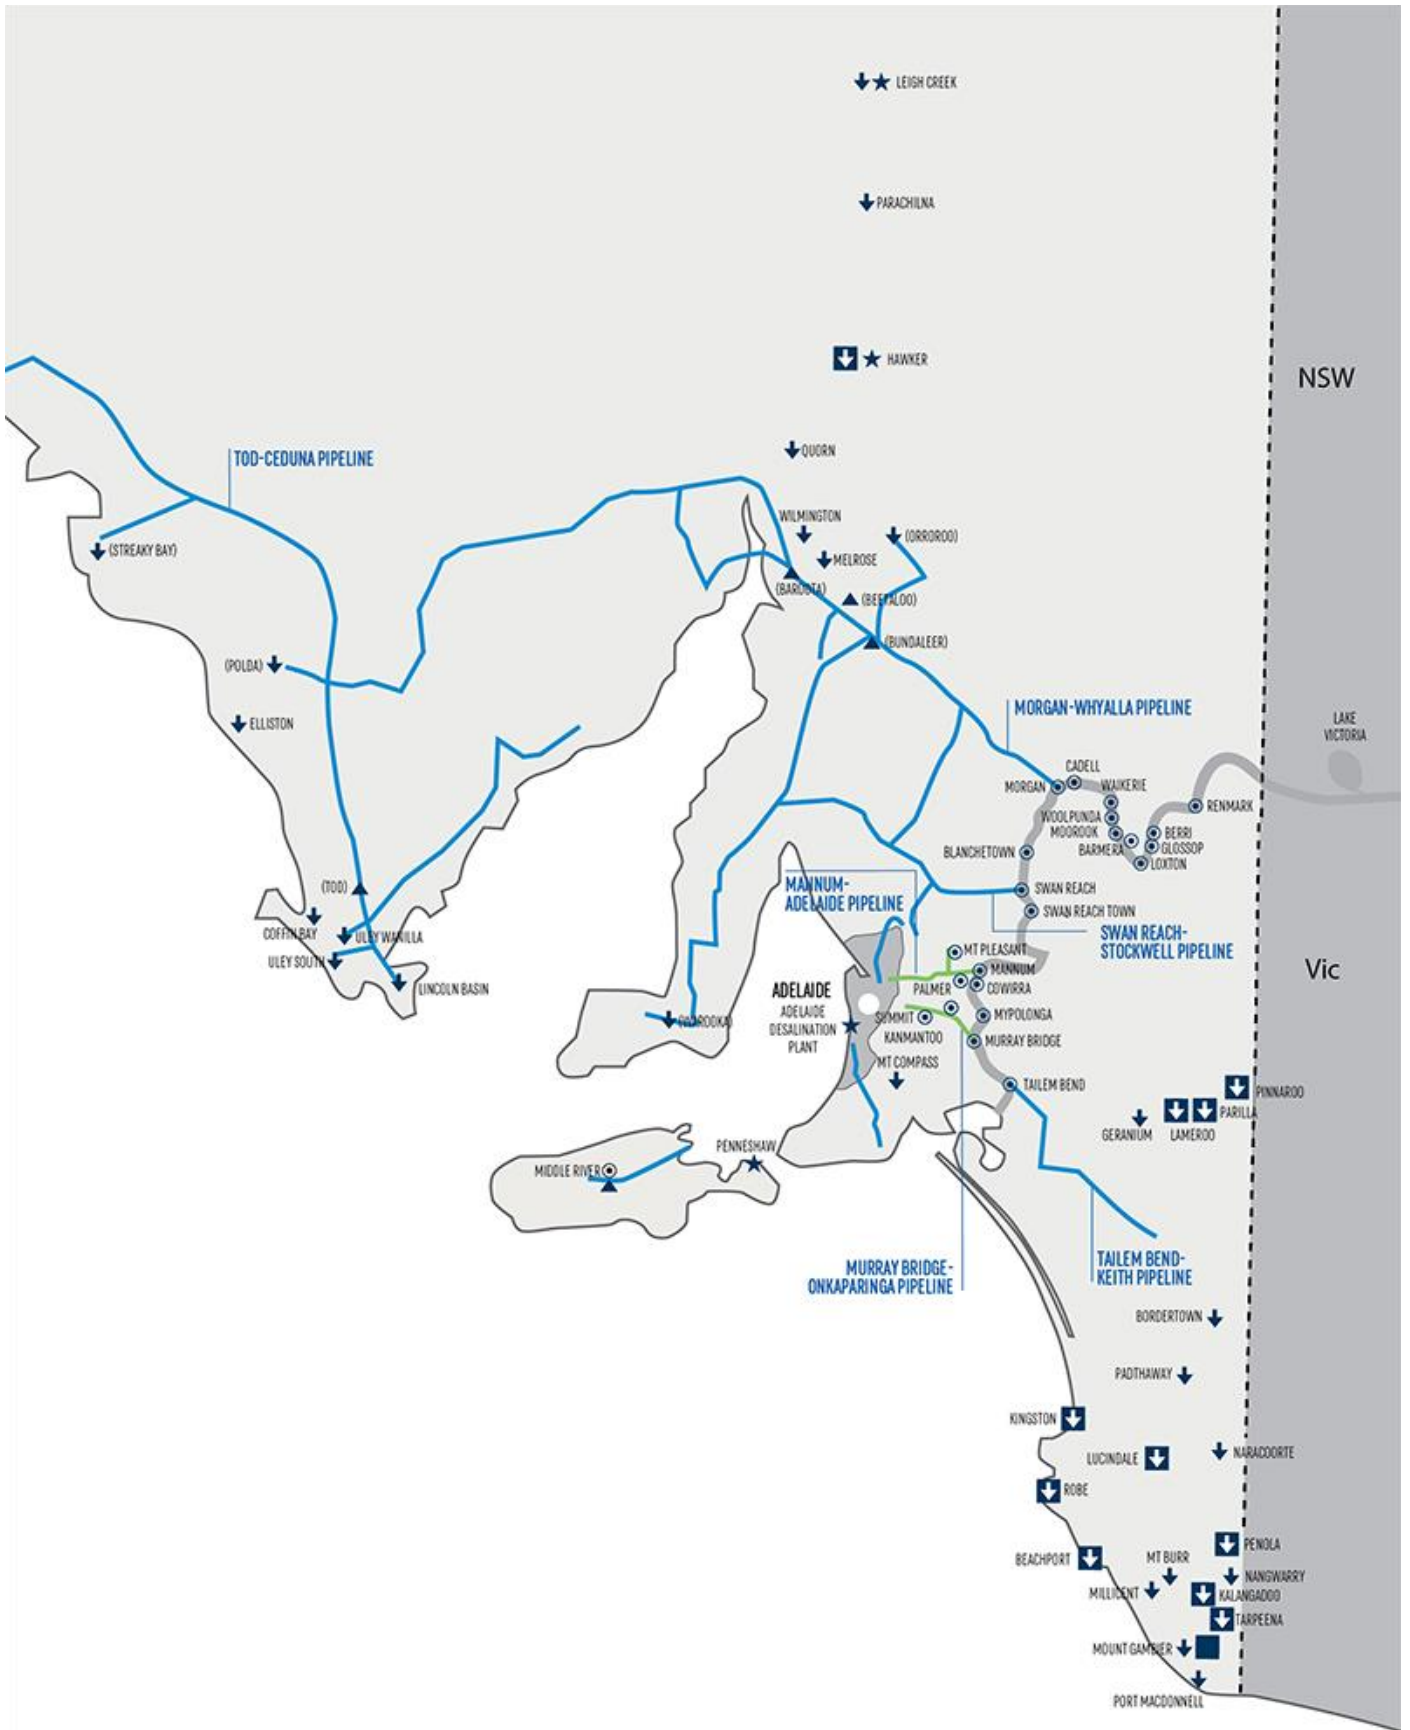 LEIGH CREEK
PARACHILNA
HAWKER
NSW
QUORN
TOD-CEDUNA PIPELINE
WILMINGTON
(ORROROO)
(STREAKY BAY)
MELROSE
(BAROOTA)
(BEETALOO)
(BUNDALEER)
(POLDA)
ELLISTON
MORGAN-WHYALLA PIPELINE
LAKE
VICTORIA
CADELL
MORGAN
WAIKERIE
RENMARK
WOOLPUNDA
MOOROOK
BERRI
BARMERA
GLOSSOP
LOXTON
BLANCHETOWN
MANNUM-
ADELAIDE PIPELINE
(TOD)
SWAN REACH
SWAN REACH TOWN
COFFIN BAY
ULEY WANILLA
SWAN REACH-
STOCKWELL PIPELINE
ULEY SOUTH
MT PLEASANT
Vic
MANNUM
LINCOLN BASIN
ADELAIDE
PALMER
COWIRRA
ADELAIDE
DESALINATION
PLANT
(WAROOKA)
SUMMIT
MYPOLONGA
KANMANTOO
MURRAY BRIDGE
MT COMPASS
TAILEM BEND
PINNAROO
PARILLA
GERANIUM
LAMEROO
PENNESHAW
MIDDLE RIVER
MURRAY BRIDGE-
ONKAPARINGA PIPELINE
TAILEM BEND-
KEITH PIPELINE
BORDERTOWN
PADTHAWAY
KINGSTON
LUCINDALE
NARACOORTE
ROBE
PENOLA
BEACHPORT
MT BURR
NANGWARRY
MILLICENT
KALANGADOO
TARPEENA
MOUNT GAMBIER
PORT MACDONNELL